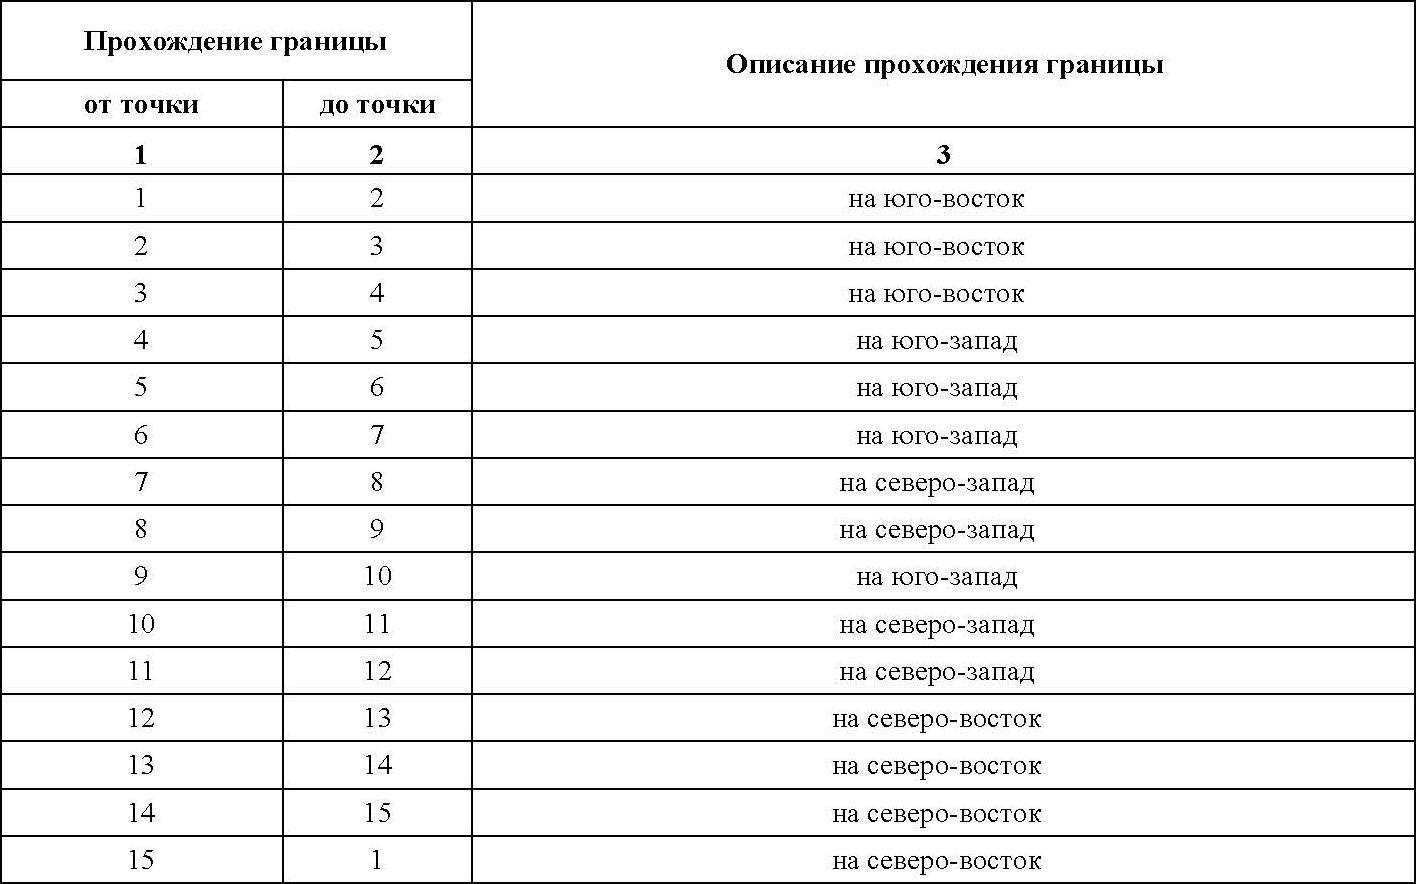 Прохождение границы
Описание прохождения границы
от точки до точки
1 2 3
1 2 на юго-восток
2 3 на юго-восток
3 4 на юго-восток
4 5 на юго-запад
5 6 на юго-запад
6 7 на юго-запад
7 8 на северо-запад
8 9 на северо-запад
9 10 на юго-запад
10 11 на северо-запад
11 12 на северо-запад
12 13 на северо-восток
13 14 на северо-восток
14 15 на северо-восток
15 1 на северо-восток